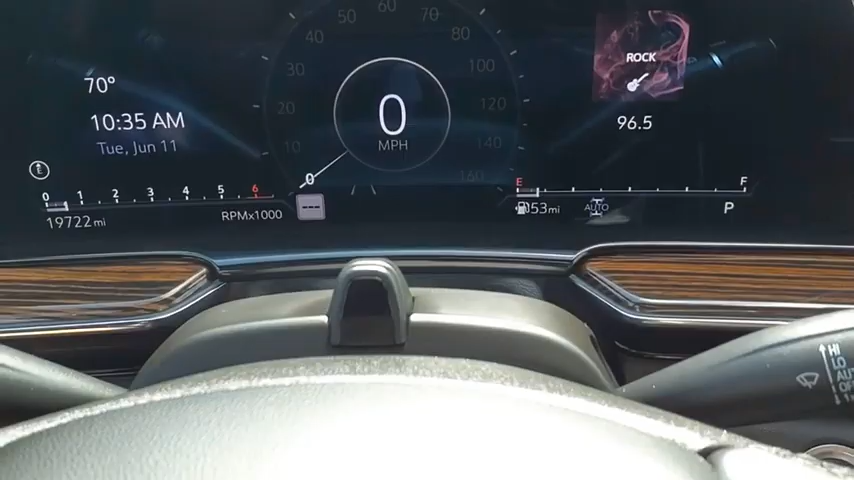 70°
10:35 AM
Tue, Jun 11
0 1 2 3 4 5 6
19722 mi
RPMx1000
0 10 20 30 40 50 60 70 80 100 120 140 160
0
MPH
---
ROCK
96.5
E F
53mi
AUTO
P
HI
LO